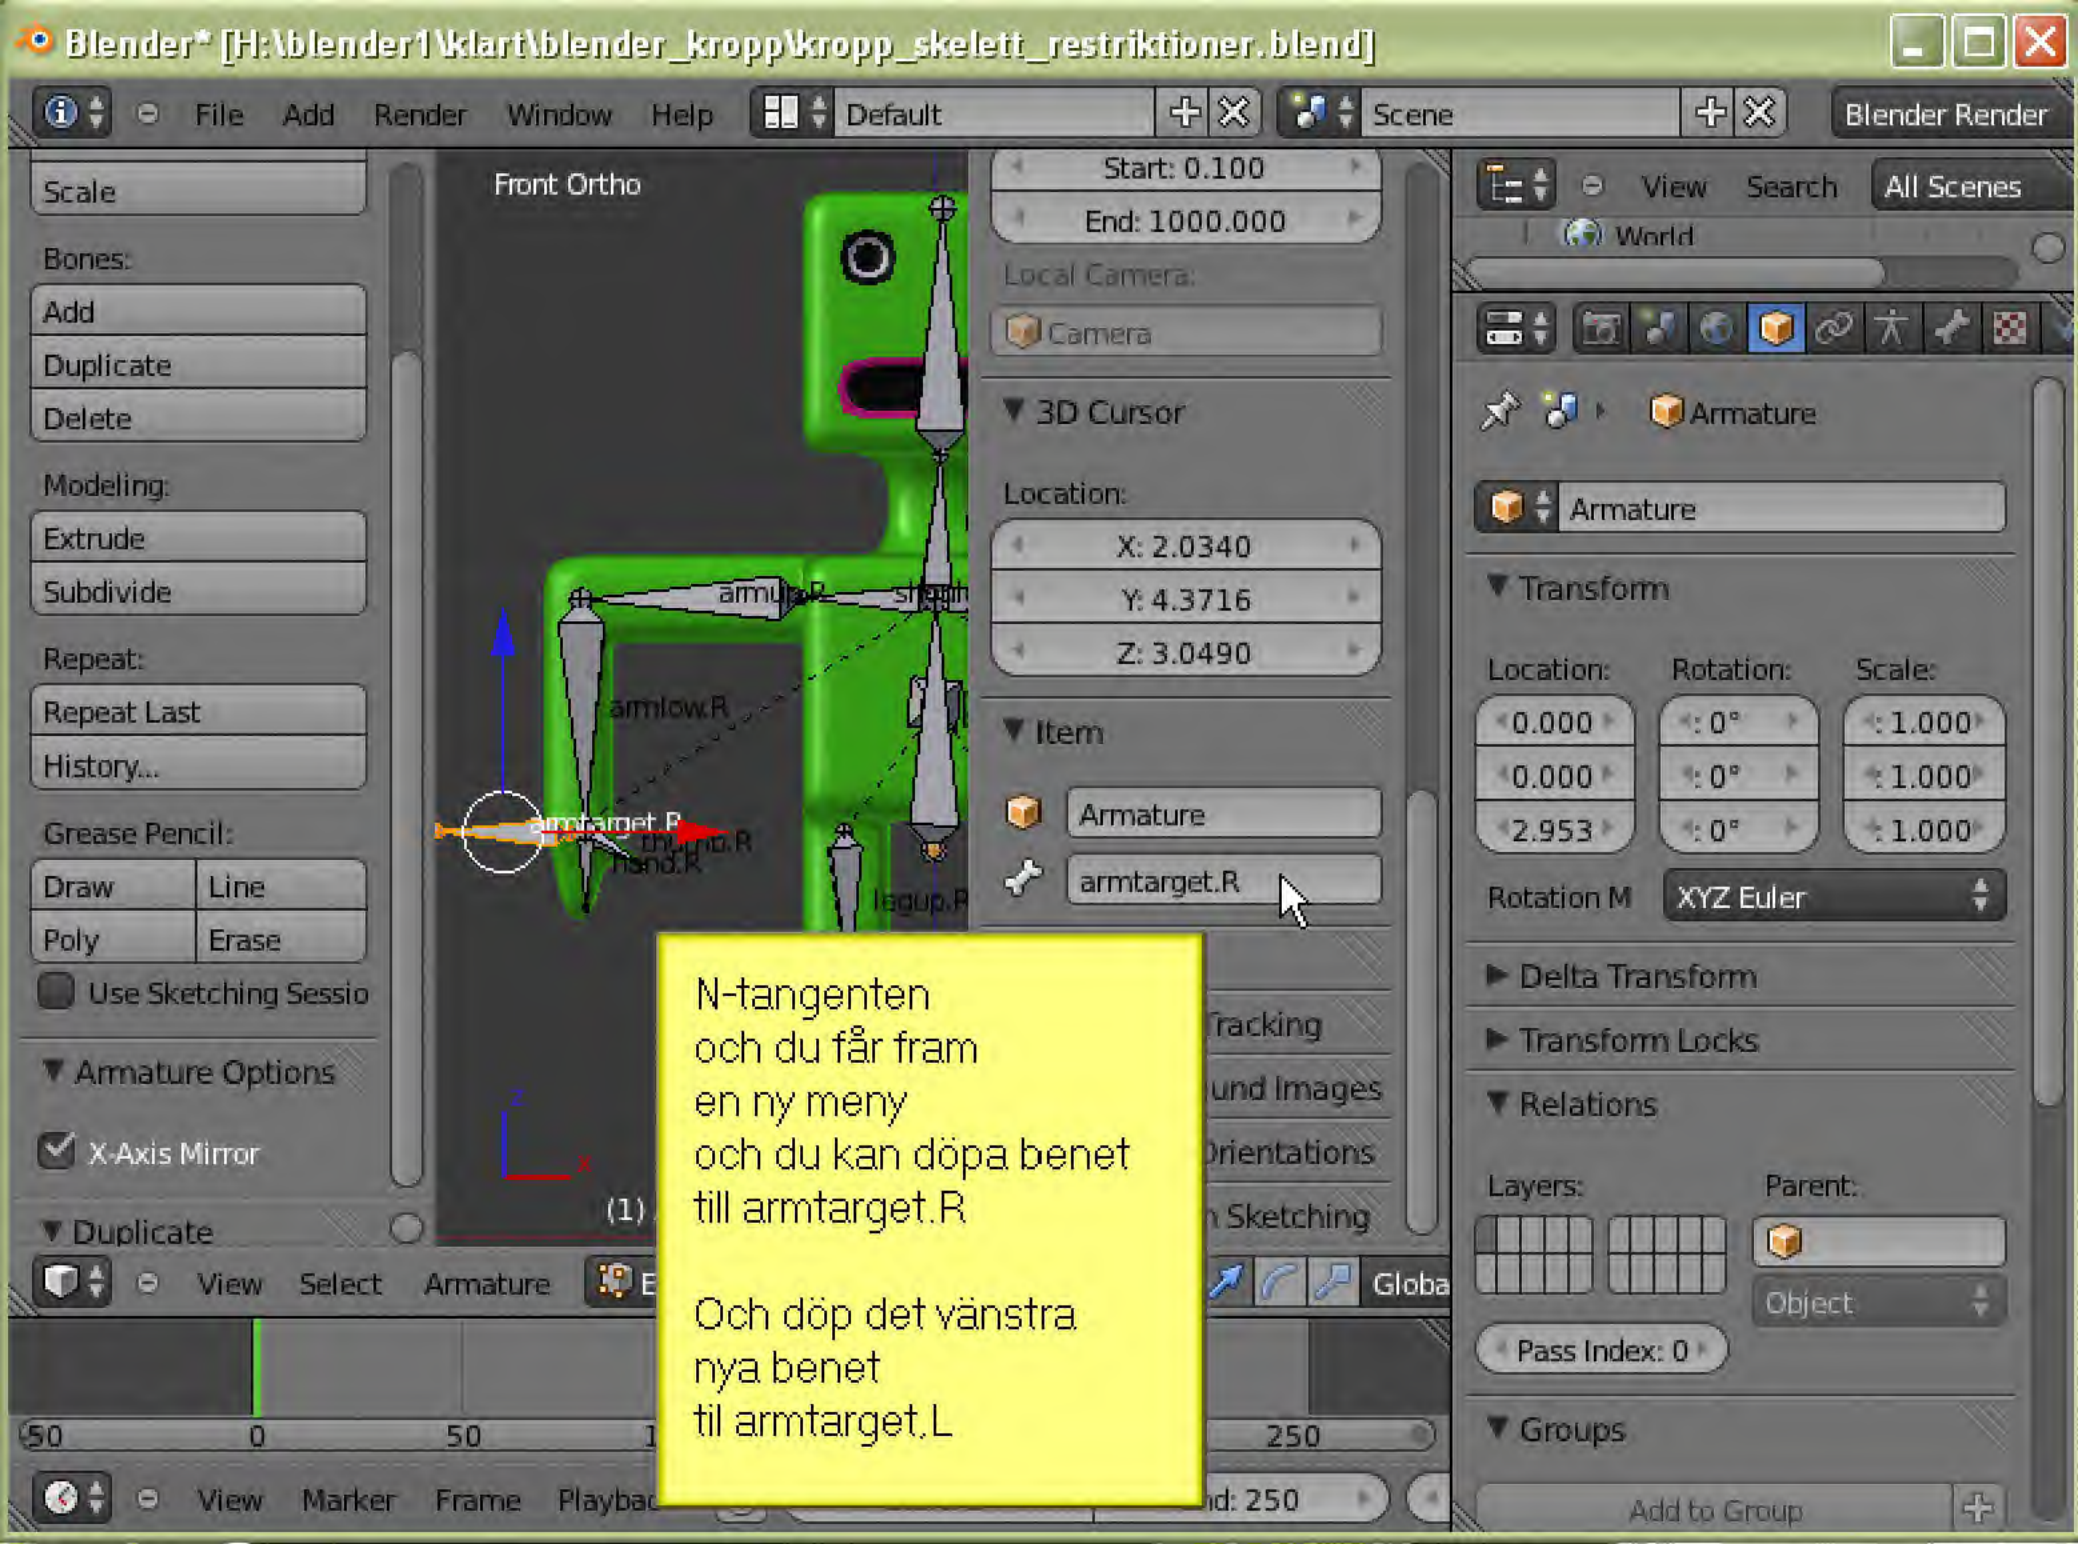 Blender* [H:\blender1\klart\blender_kropp\kropp_skelett_restriktioner.blend]
File Add Render Window Help Default Scene Blender Render
Scale
Bones:
Add
Duplicate
Delete
Modeling:
Extrude
Subdivide
Repeat:
Repeat Last
History...
Grease Pencil:
Draw Line
Poly Erase
Use Sketching Sessio
Armature Options
X-Axis Mirror
Duplicate
Front Ortho
armup.R
armlow.R
armtarget.R
thumb.R
hand.R
legup.R
z
x
(1)
Start: 0.100
End: 1000.000
Local Camera:
Camera
3D Cursor
Location:
X: 2.0340
Y: 4.3716
Z: 3.0490
Item
Armature
armtarget.R
Tracking
und Images
Orientations
Sketching
N-tangenten
och du får fram
en ny meny
och du kan döpa benet
till armtarget.R
Och döp det vänstra
nya benet
til armtarget.L
View Select Armature E Globa
-50 0 50 1 250
View Marker Frame Playbac nd: 250
View Search All Scenes
World
Armature
Armature
Transform
Location: Rotation: Scale:
0.000 : 0° : 1.000
0.000 : 0° : 1.000
2.953 : 0° : 1.000
Rotation M XYZ Euler
Delta Transform
Transform Locks
Relations
Layers: Parent:
Object
Pass Index: 0
Groups
Add to Group